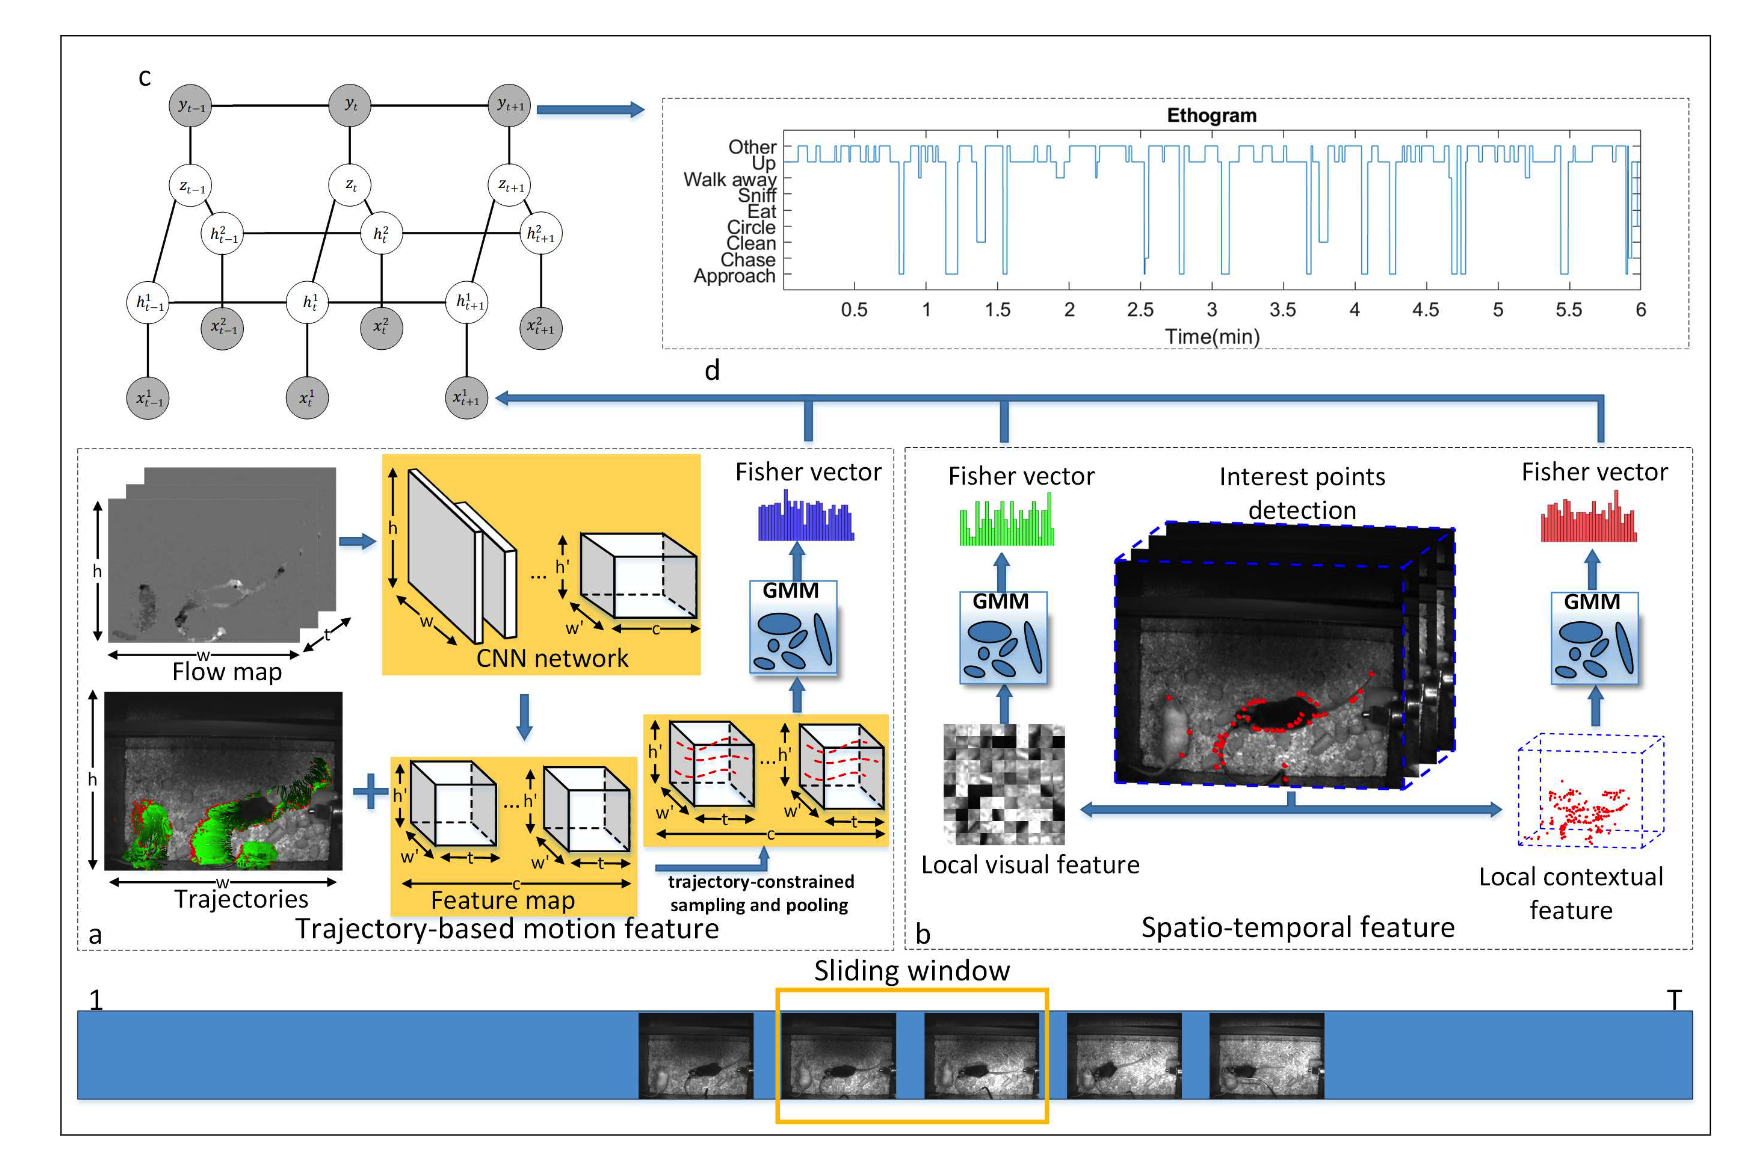 c
y_{t-1} y_t y_{t+1}
z_{t-1} z_t z_{t+1}
h^2_{t-1} h^2_t h^2_{t+1}
h^1_{t-1} h^1_t h^1_{t+1}
x^2_{t-1} x^2_t x^2_{t+1}
x^1_{t-1} x^1_t x^1_{t+1}
Ethogram
Other
Up
Walk away
Sniff
Eat
Circle
Clean
Chase
Approach
0.5 1 1.5 2 2.5 3 3.5 4 4.5 5 5.5 6
Time(min)
d
h
w
t
Flow map
h
w
h'
w'
c
...
CNN network
Fisher vector
GMM
h
w
Trajectories
h'
w'
t
...
h'
w'
t
c
Feature map
h'
w'
t
...
h'
w'
t
c
trajectory-constrained
sampling and pooling
a
Trajectory-based motion feature
Fisher vector
GMM
Local visual feature
Interest points
detection
Fisher vector
GMM
Local contextual
feature
b
Spatio-temporal feature
Sliding window
1
T